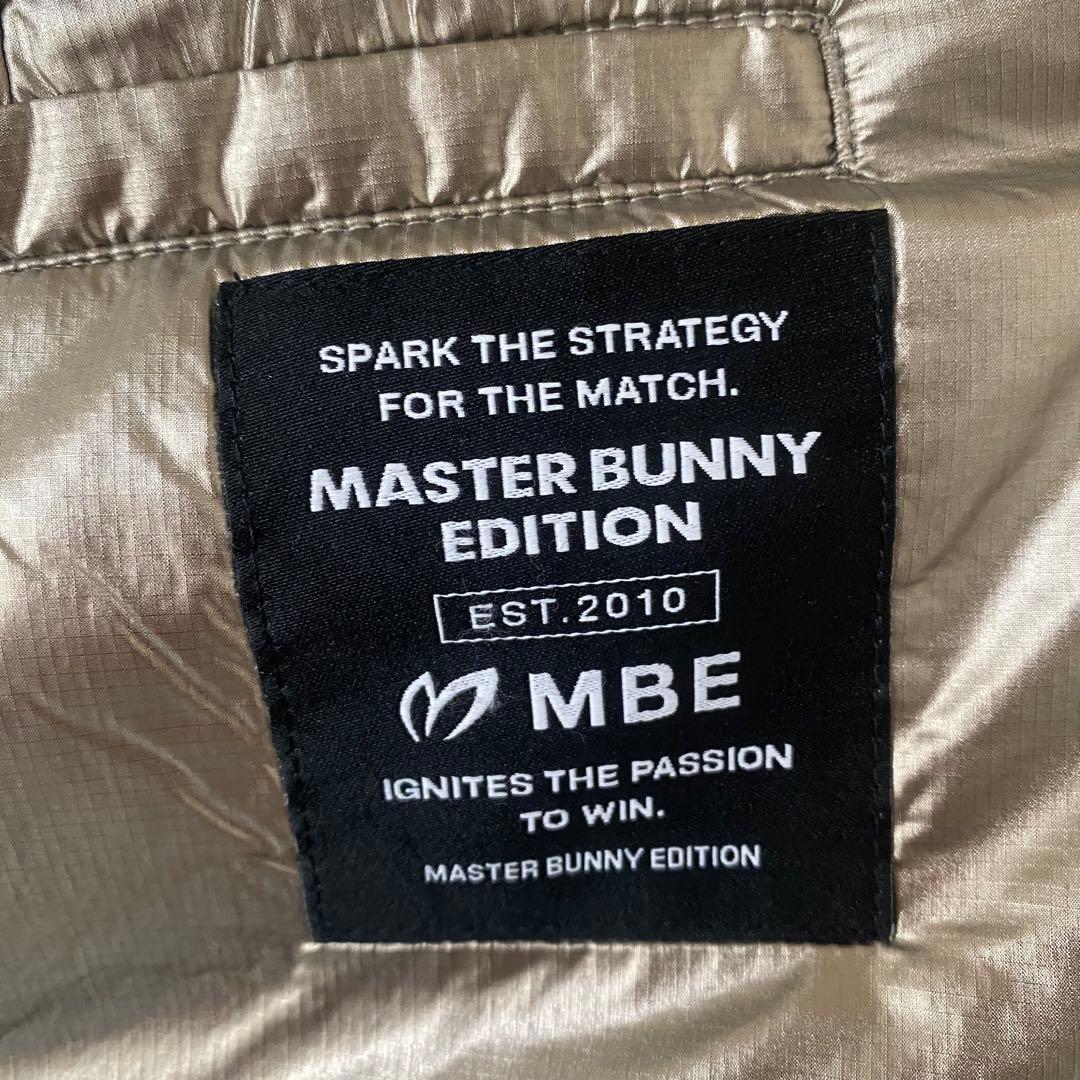 SPARK THE STRATEGY
FOR THE MATCH.
MASTER BUNNY
EDITION
EST.2010
MBE
IGNITES THE PASSION
TO WIN.
MASTER BUNNY EDITION